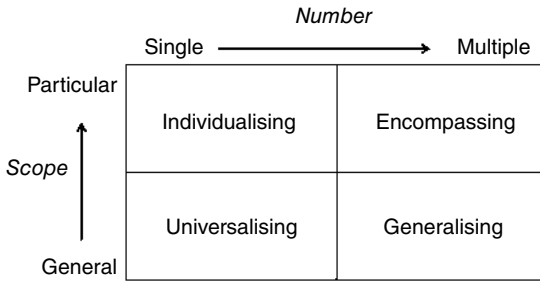 Number
Single Multiple
Particular
Individualising Encompassing
Scope
Universalising Generalising
General